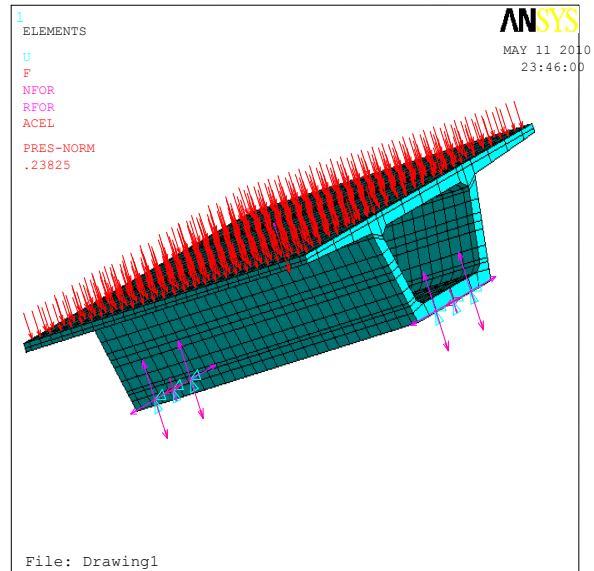 1
ELEMENTS
ANSYS
MAY 11 2010
23:46:00
U
F
NFOR
RFOR
ACEL
PRES-NORM
.23825
File: Drawing1